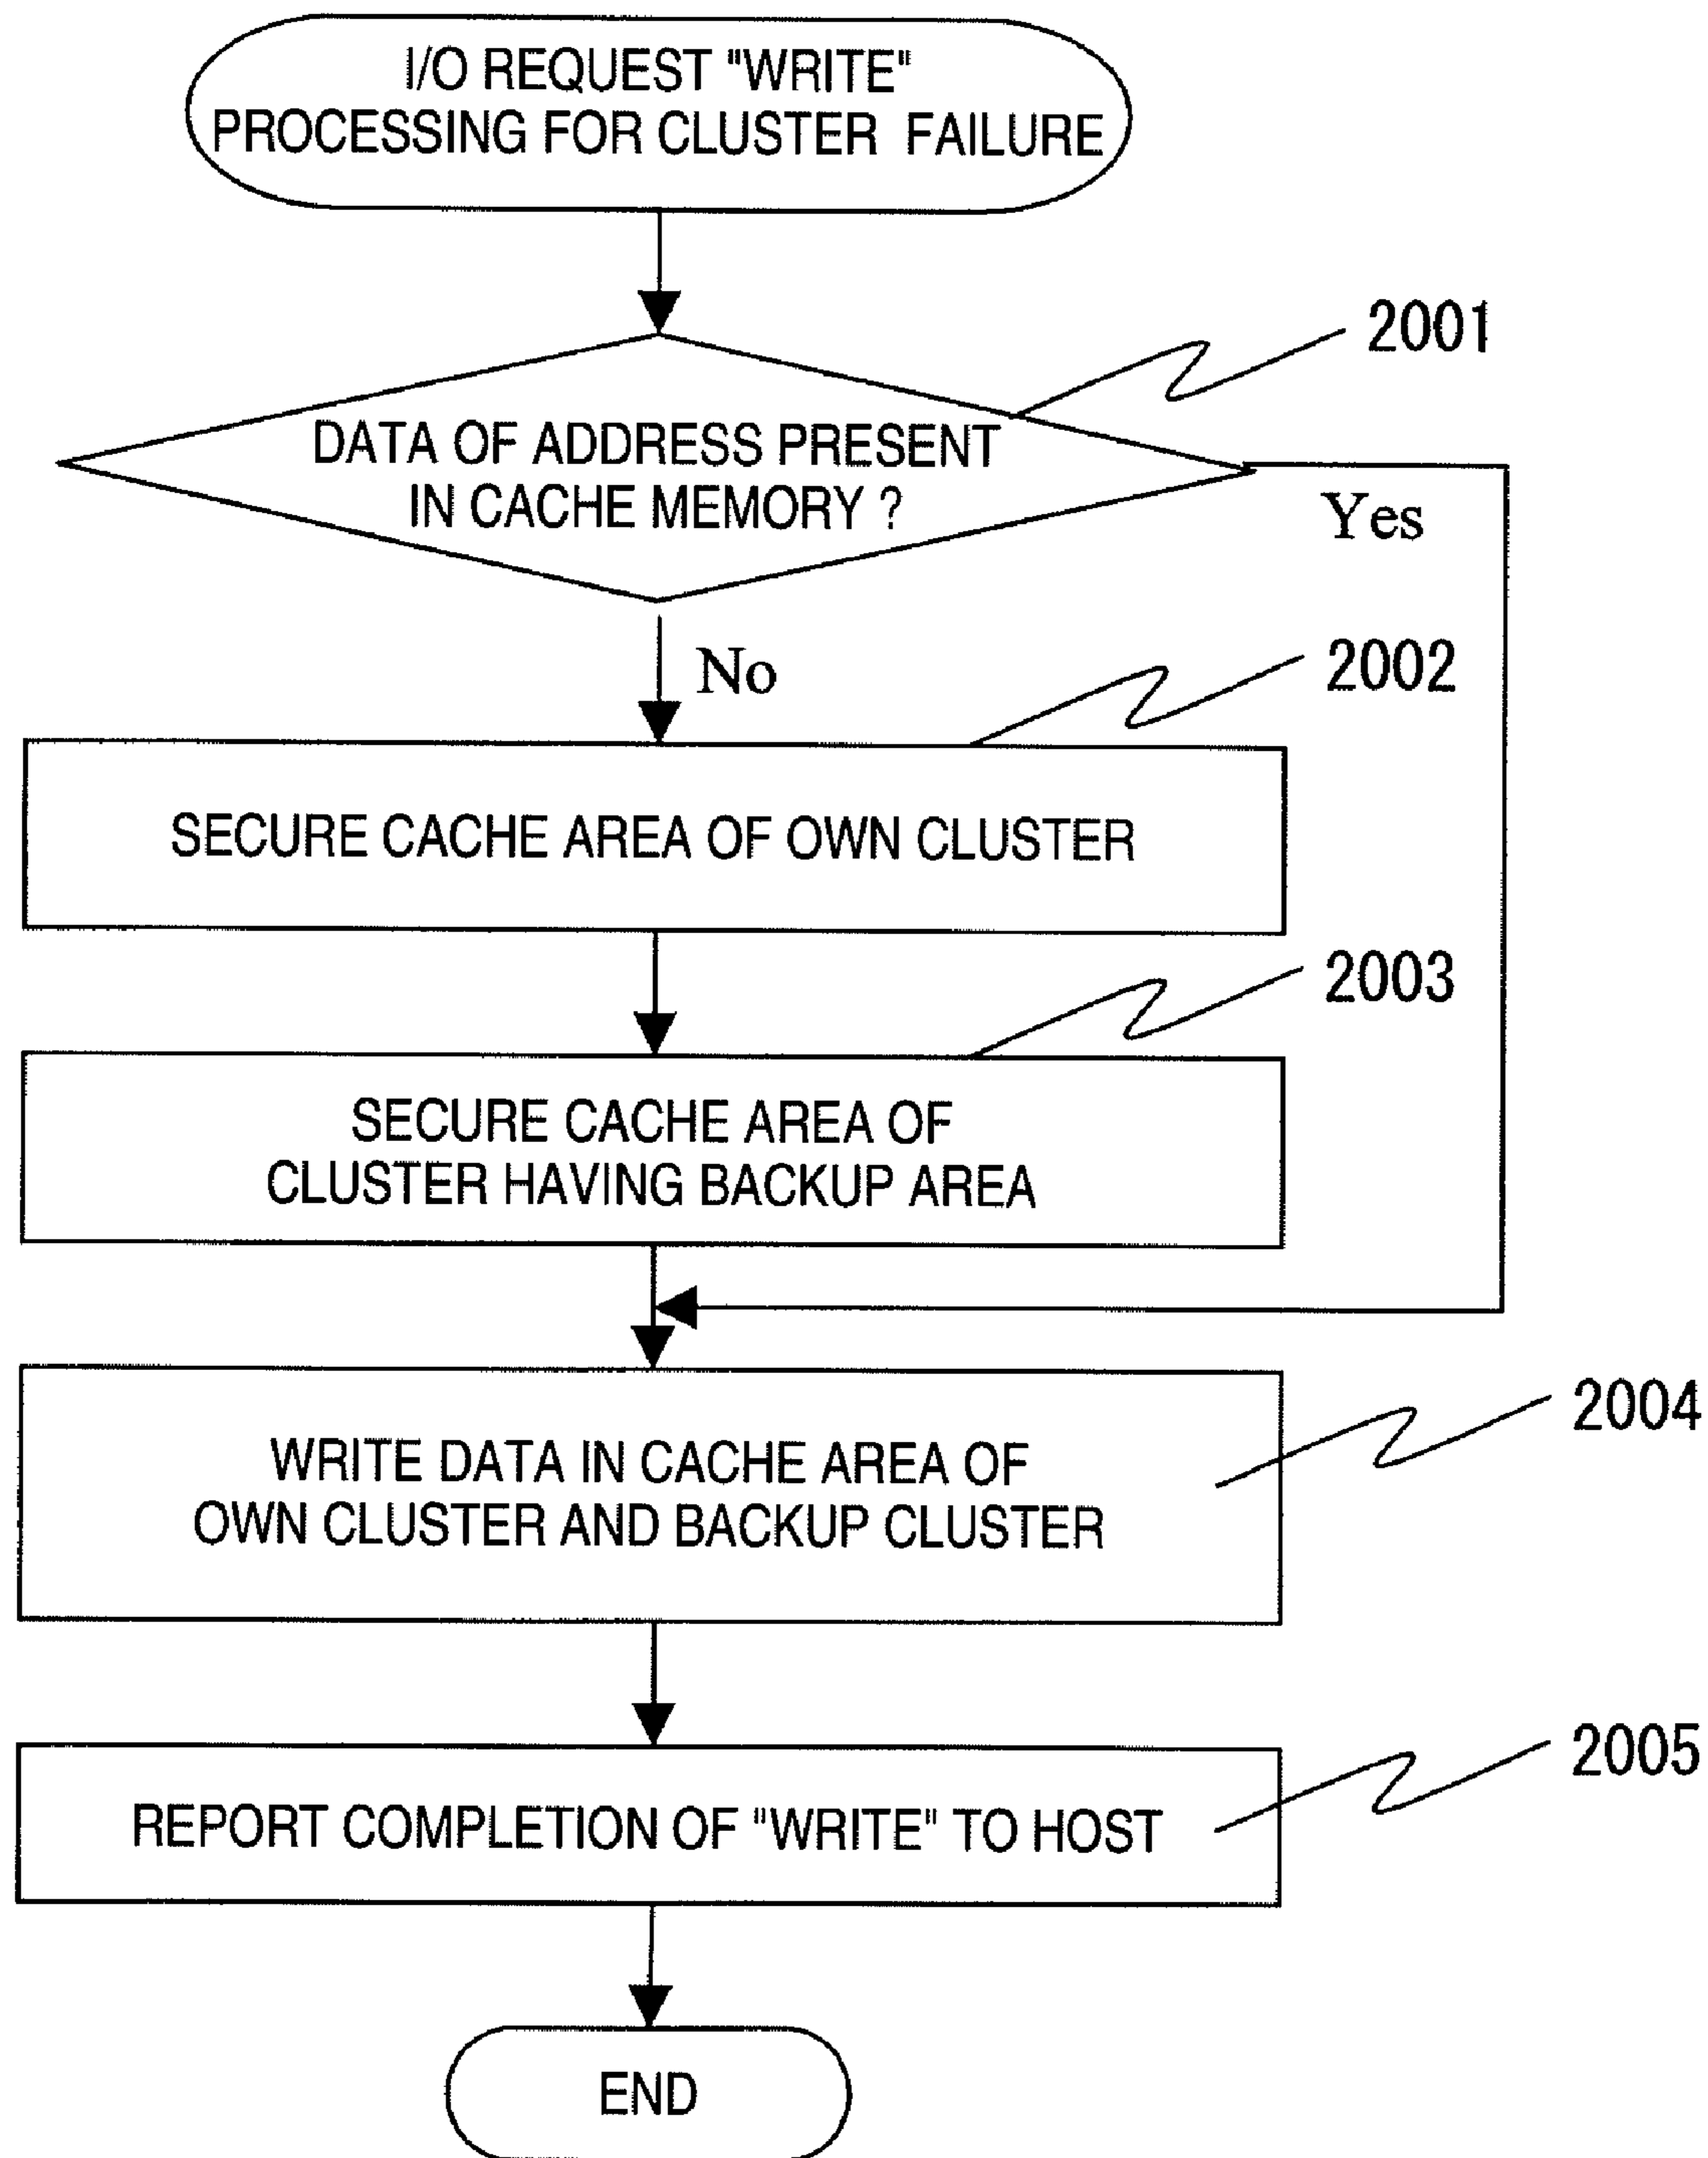 I/O REQUEST "WRITE"
PROCESSING FOR CLUSTER FAILURE
2001
DATA OF ADDRESS PRESENT
IN CACHE MEMORY ?
Yes
No
2002
SECURE CACHE AREA OF OWN CLUSTER
2003
SECURE CACHE AREA OF
CLUSTER HAVING BACKUP AREA
2004
WRITE DATA IN CACHE AREA OF
OWN CLUSTER AND BACKUP CLUSTER
2005
REPORT COMPLETION OF "WRITE" TO HOST
END